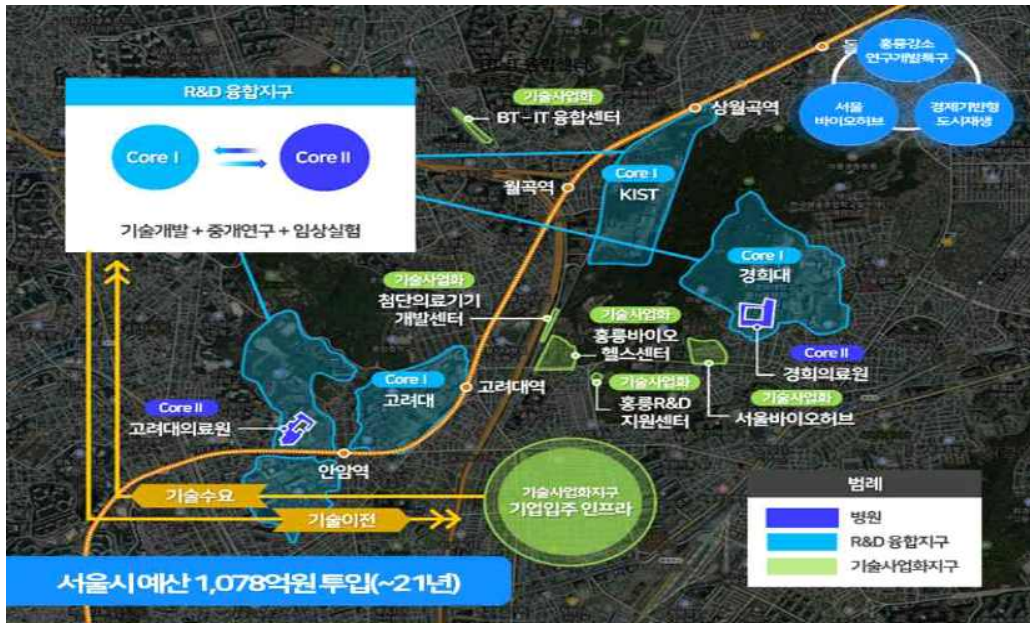 R&D 융합지구
Core Ⅰ
Core Ⅱ
기술개발 + 중개연구 + 임상실험
기술사업화
BT-IT 융합센터
상월곡역
월곡역
홍릉강소
연구개발특구
서울
바이오허브
경제기반형
도시재생
Core Ⅰ
KIST
Core Ⅰ
경희대
Core Ⅱ
경희의료원
기술사업화
첨단의료기기
개발센터
기술사업화
홍릉바이오
헬스센터
기술사업화
홍릉R&D
지원센터
기술사업화
서울바이오허브
Core Ⅰ
고려대
고려대역
Core Ⅱ
고려대의료원
안암역
기술수요
기술이전
기술사업화지구
기업입주 인프라
범례
병원
R&D 융합지구
기술사업화지구
서울시 예산 1,078억원 투입(~21년)